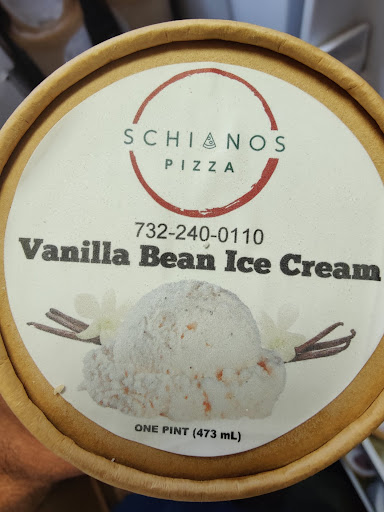 SCHIANOS
PIZZA
732-240-0110
Vanilla Bean Ice Cream
ONE PINT (473 mL)